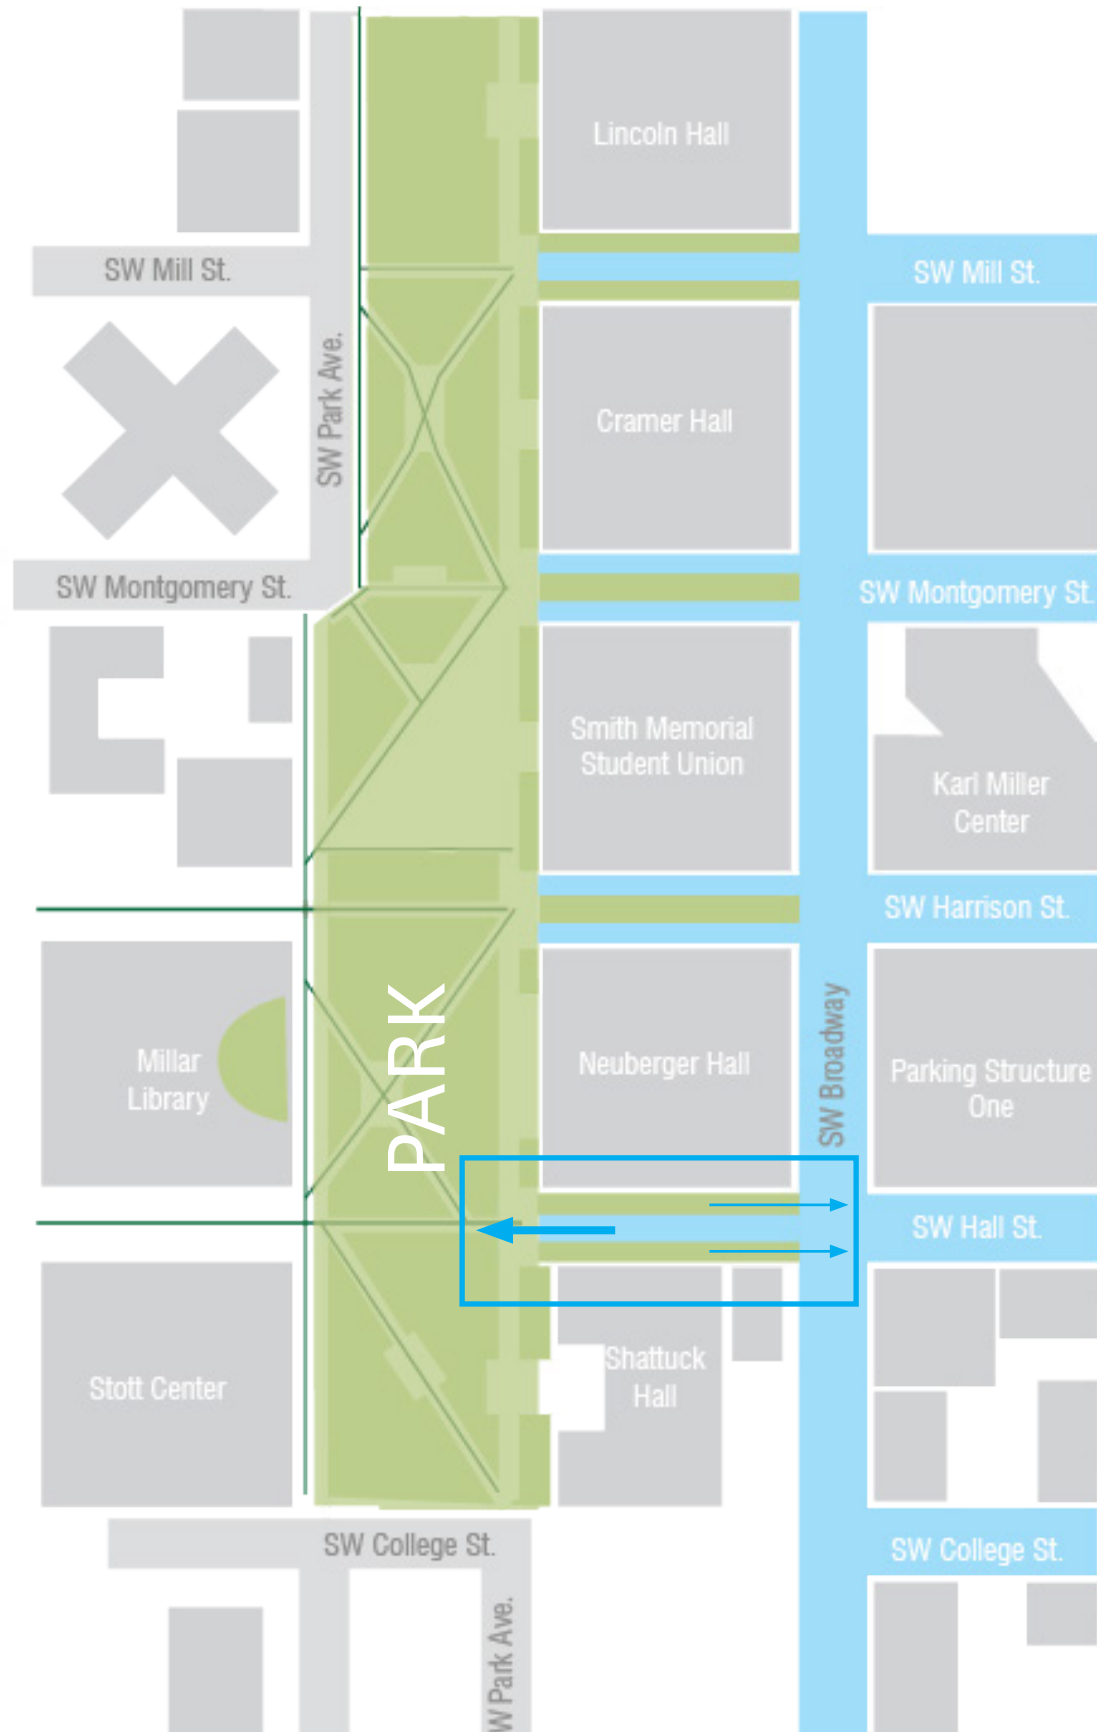 Lincoln Hall
SW Mill St.
SW Mill St.
SW Park Ave.
Cramer Hall
SW Montgomery St.
SW Montgomery St.
Smith Memorial
Student Union
Karl Miller
Center
SW Harrison St.
PARK
SW Broadway
Millar
Library
Neuberger Hall
Parking Structure
One
SW Hall St.
Stott Center
Shattuck
Hall
SW College St.
SW College St.
W Park Ave.